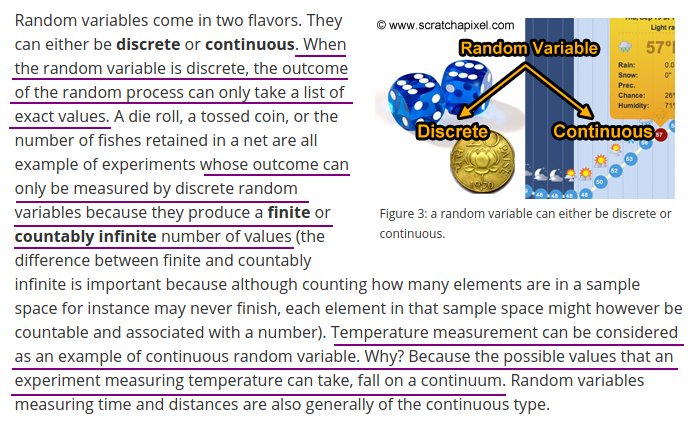 Random variables come in two flavors. They
can either be discrete or continuous. When
the random variable is discrete, the outcome
of the random process can only take a list of
exact values. A die roll, a tossed coin, or the
number of fishes retained in a net are all
example of experiments whose outcome can
only be measured by discrete random
variables because they produce a finite or
countably infinite number of values (the
difference between finite and countably
infinite is important because although counting how many elements are in a sample
space for instance may never finish, each element in that sample space might however be
countable and associated with a number). Temperature measurement can be considered
as an example of continuous random variable. Why? Because the possible values that an
experiment measuring temperature can take, fall on a continuum. Random variables
measuring time and distances are also generally of the continuous type.
© www.scratchapixel.com
Random Variable
Discrete
Continuous
Light ra
57°
Rain: 0.0
Snow: 0"
Prec.
Chance: 26
Humidity: 71
57
53
52
50
48
48
48
48
1970
Figure 3: a random variable can either be discrete or
continuous.